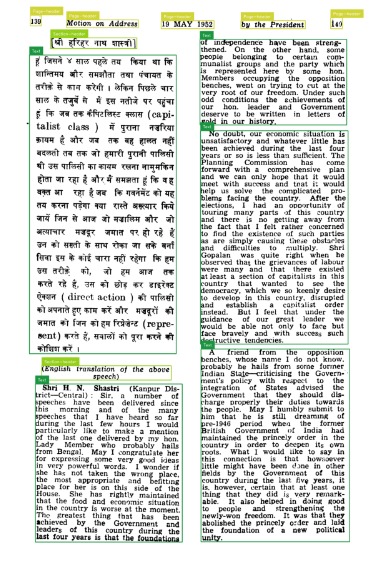 139 Motion on Address
19 MAY 1952
by the President
140
[श्री हरिहर नाथ शास्त्री]
हूं जिसने ४ साल पहले तय किया था कि
शान्तिमय और समझौता तथा पंचायत के
तरीक़े से काम करेगी । लेकिन पिछले चार
साल के तजुर्बे से मैं इस नतीजे पर पहुंचा
हूं कि जब तक कैपिटलिस्ट क्लास (capi-
talist class) में पुराना नज़रिया
क़ायम है और जब तक वह हालत नहीं
बदलती तब तक जो हमारी पुरानी पालिसी
थी उस पालिसी का कायम रखना नामुमकिन
होता जा रहा है और मैं समझता हूं कि वह
वक्त आ रहा है जब कि गवर्नमेंट को यह
तय करना पड़ेगा क्या रास्ते अख़्त्यार किये
जायें जिन से आज जो मज़ालिम और जो
अत्याचार मज़दूर जमात पर हो रहे हैं
उन को सख्ती के साथ रोका जा सके वर्ना
सिवा इस के कोई चारा नहीं रहेगा कि हम
उस तरीक़े को, जो हम आज तक
करते रहे हैं, उस को छोड़ कर डाइरेक्ट
ऐक्शन (direct action) की पालिसी
को अपनाते हुए काम करें और मज़दूरों की
जमात को जिन को हम रिप्रेज़ेन्ट (repre-
sent) करते हैं, सवालों को पूरा करने की
कोशिश करें ।
(English translation of the above
speech)
Shri H. N. Shastri (Kanpur Dis-
trict—Central) : Sir, a number of
speeches have been delivered since
this morning and of the many
speeches that I have heard so far
during the last few hours I would
particularly like to make a mention
of the last one delivered by my hon.
Lady Member who probably hails
from Bengal. May I congratulate her
for expressing some very good ideas
in very powerful words. I wonder if
she has not taken the wrong place,
the most appropriate and befitting
place for her is on this side of the
House. She has rightly maintained
that the food and economic situation
in the country is worse at the moment.
The greatest thing that has been
achieved by the Government and
leaders of this country during the
last four years is that the foundations
of independence have been streng-
thened. On the other hand, some
people belonging to certain com-
munalist groups and the party which
is represented here by some hon.
Members occupying the opposition
benches, went on trying to cut at the
very root of our freedom. Under such
odd conditions the achievements of
our hon. leader and Government
deserve to be written in letters of
gold in our history.
No doubt, our economic situation is
unsatisfactory and whatever little has
been achieved during the last four
years or so is less than sufficient. The
Planning Commission has come
forward with a comprehensive plan
and we can only hope that it would
meet with success and that it would
help us solve the complicated pro-
blems facing the country. After the
elections, I had an opportunity of
touring many parts of this country
and there is no getting away from
the fact that I felt rather concerned
to find the existence of such parties
as are simply causing these obstacles
and difficulties to multiply. Shri
Gopalan was quite right when he
observed that the grievances of labour
were many and that there existed
at least a section of capitalists in this
country that wanted to see the
democracy, which we so keenly desire
to develop in this country, disrupted
and establish a capitalist order
instead. But I feel that under the
guidance of our great leader we
would be able not only to face but
face bravely and with success such
destructive tendencies.
A friend from the opposition
benches, whose name I do not know,
probably he hails from some former
Indian State—criticising the Govern-
ment's policy with respect to the
integration of States advised the
Government that they should dis-
charge properly their duties towards
the people. May I humbly submit to
him that he is still dreaming of
pre-1946 period when the former
British Government of India had
maintained the princely order in the
country in order to deepen its own
roots. What I would like to say in
this connection is that however
little might have been done in other
fields by the Government of this
country during the last five years, it
is, however, certain that at least one
thing that they did is very remark-
able. It also helped in doing good
to people and strengthening the
newly-won freedom. It was that they
abolished the princely order and laid
the foundation of a new political
unity.